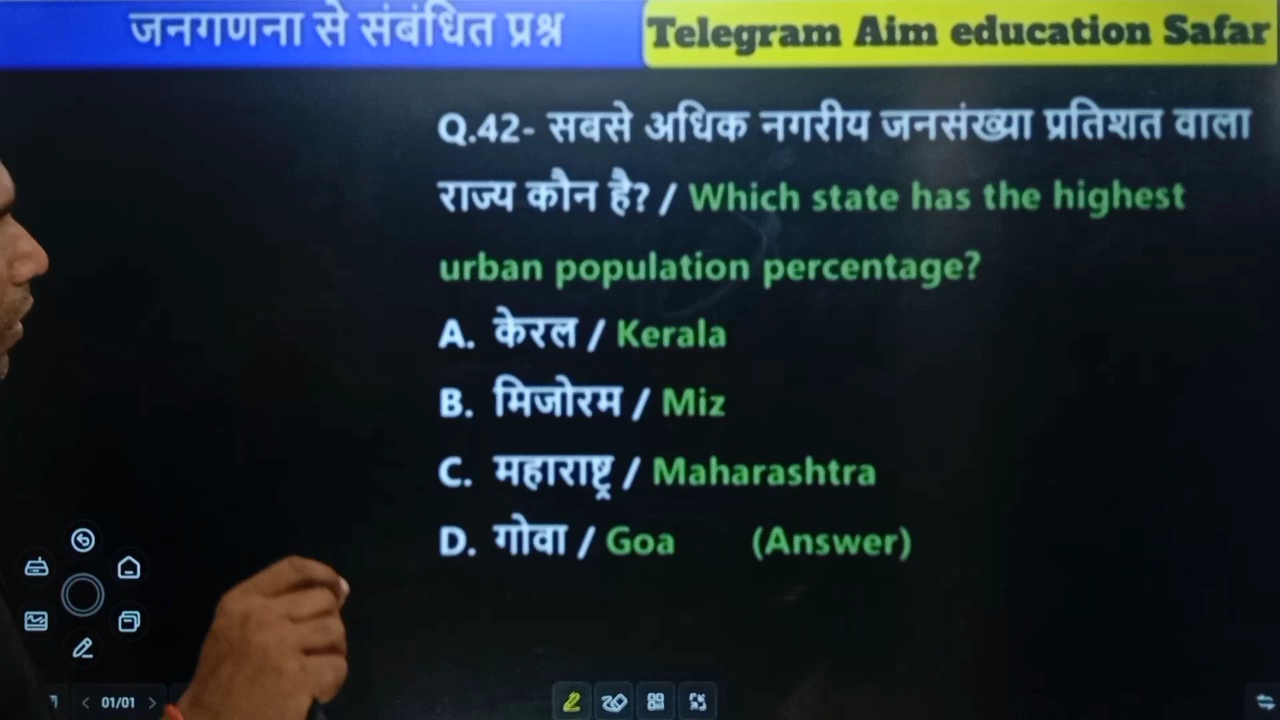 जनगणना से संबंधित प्रश्न
Telegram Aim education Safar
Q.42- सबसे अधिक नगरीय जनसंख्या प्रतिशत वाला
राज्य कौन है? / Which state has the highest
urban population percentage?
A. केरल / Kerala
B. मिजोरम / Miz
C. महाराष्ट्र / Maharashtra
D. गोवा / Goa (Answer)
01/01